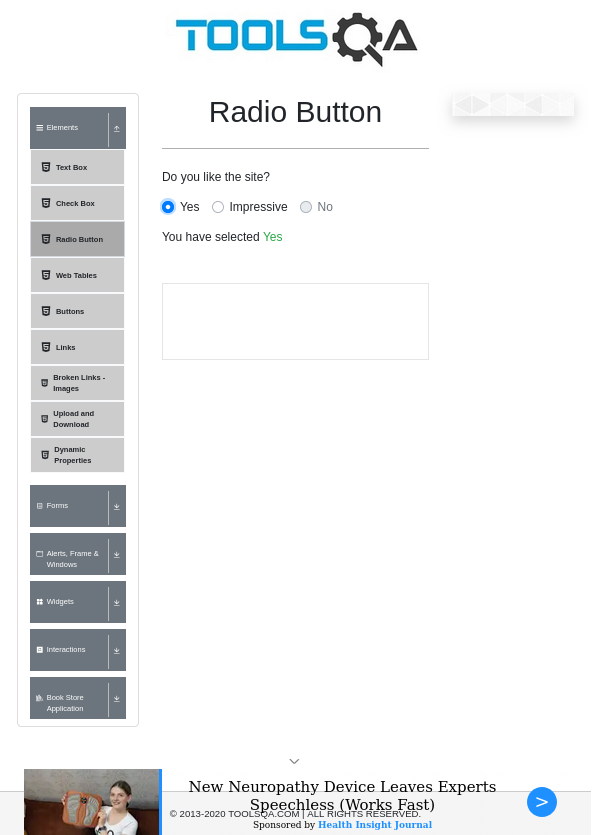 TOOLSQA
Elements
Text Box
Check Box
Radio Button
Web Tables
Buttons
Links
Broken Links -
Images
Upload and
Download
Dynamic
Properties
Forms
Alerts, Frame &
Windows
Widgets
Interactions
Book Store
Application
Radio Button
Do you like the site?
Yes
Impressive
No
You have selected Yes
New Neuropathy Device Leaves Experts
Speechless (Works Fast)
© 2013-2020 TOOLSQA.COM | ALL RIGHTS RESERVED.
Sponsored by Health Insight Journal